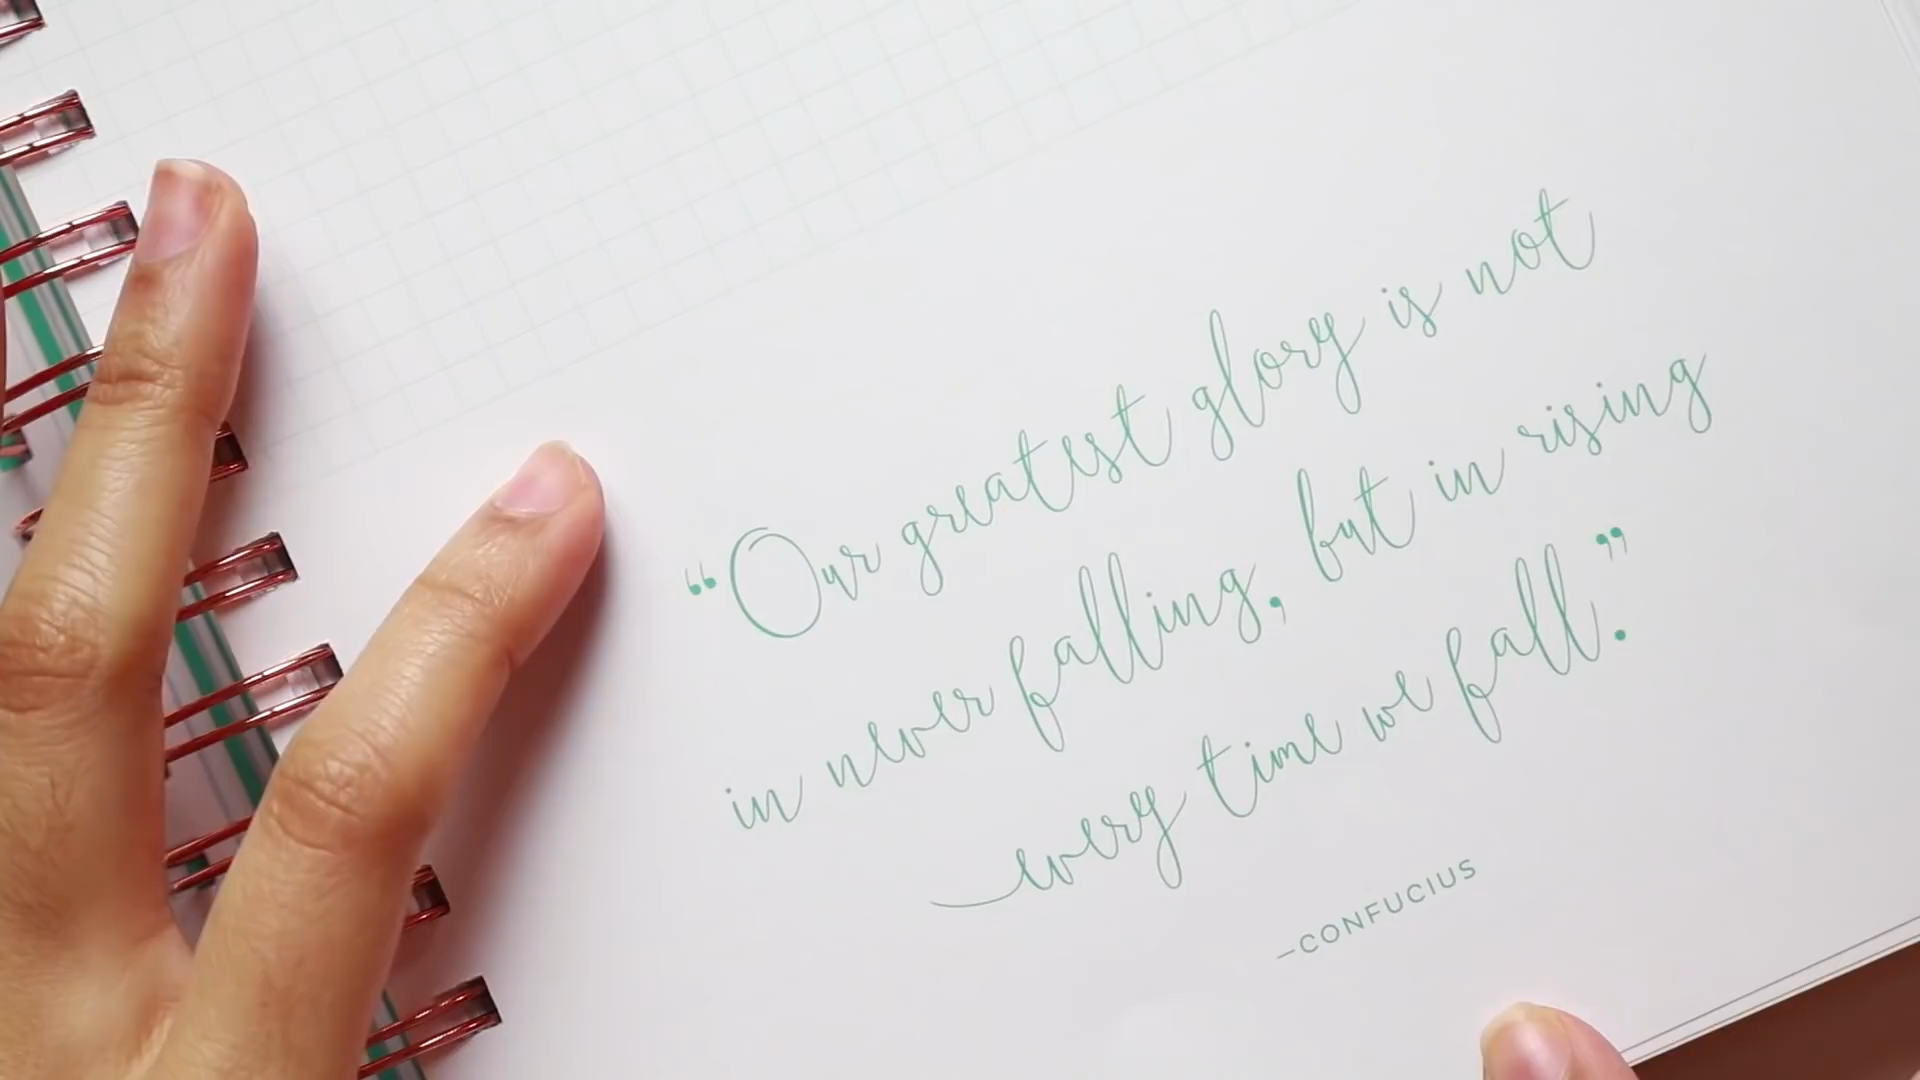 “Our greatest glory is not
in never falling, but in rising
every time we fall.”
–CONFUCIUS